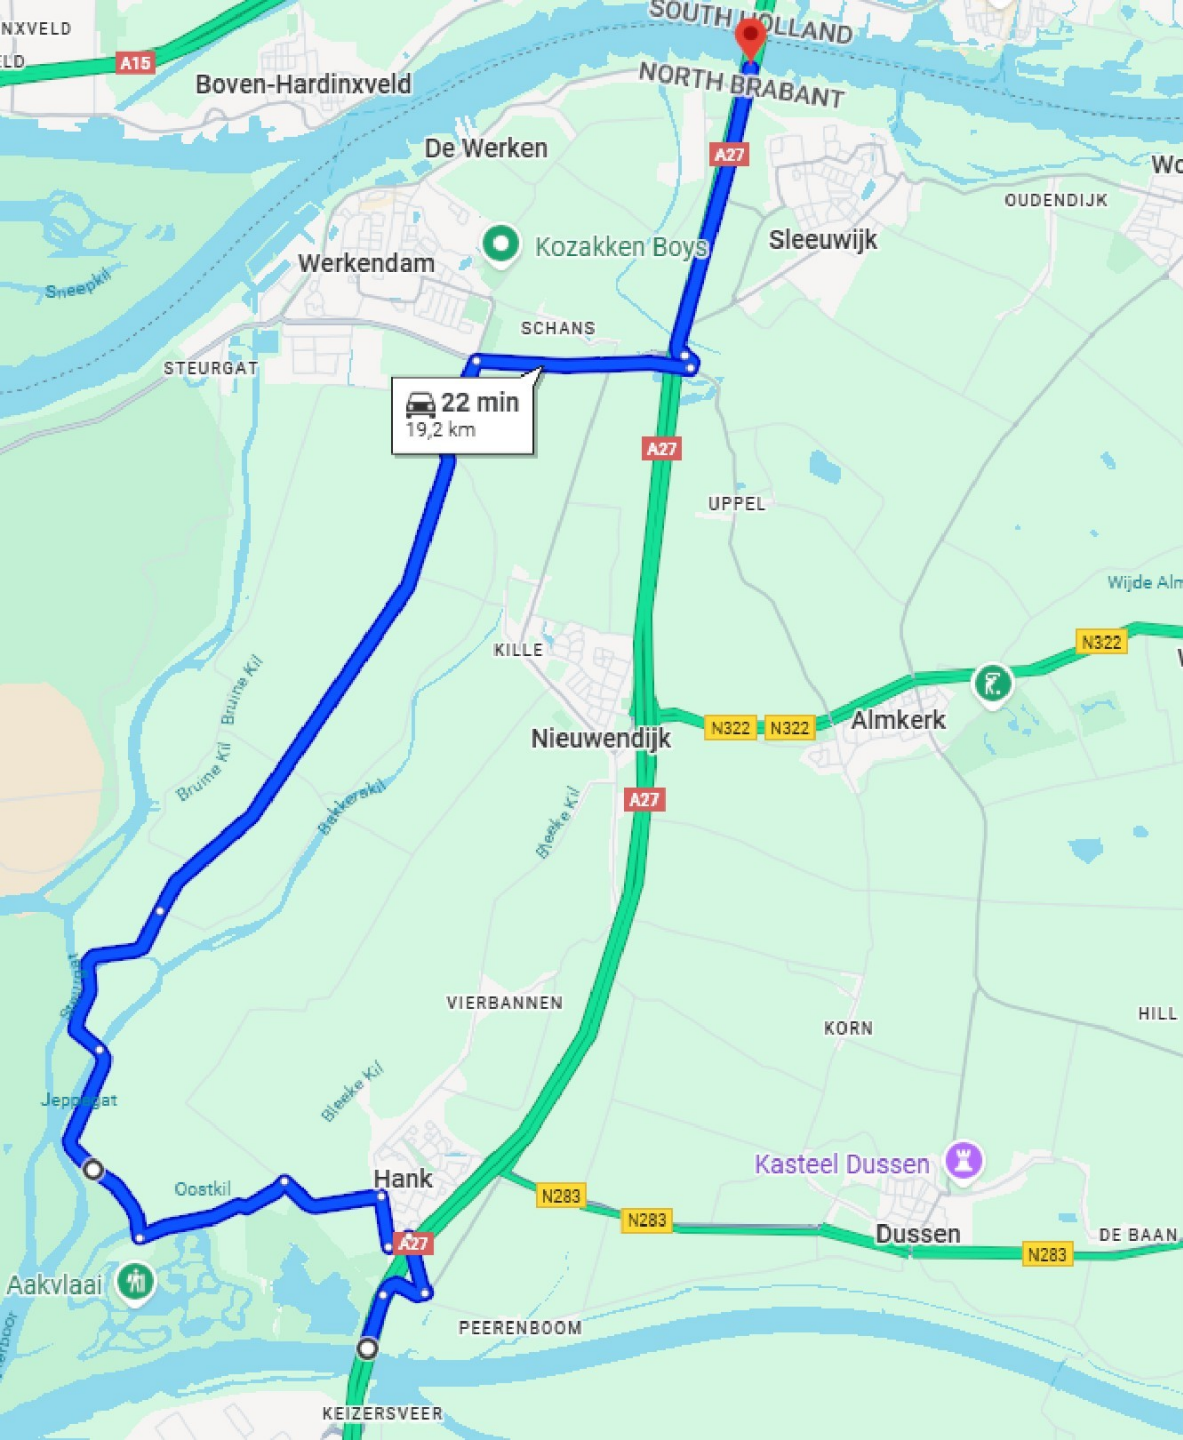 SOUTH HOLLAND
NXVELD
ELD
A15
Boven-Hardinxveld
NORTH BRABANT
De Werken
A27
Wo
OUDENDIJK
Kozakken Boys
Sleeuwijk
Werkendam
Sneepkil
SCHANS
STEURGAT
22 min
19,2 km
A27
UPPEL
Wijde Alm
KILLE
N322
Bruine Kil
Almkerk
N322
N322
Nieuwendijk
Bruine Kil
Bakkerskil
A27
Bleeke Kil
Steurgat
VIERBANNEN
KORN
HILL
Bleeke Kil
Jeppegat
Kasteel Dussen
Hank
Oostkil
N283
N283
Dussen
DE BAAN
A27
N283
Aakvlaai
PEERENBOOM
KEIZERSVEER